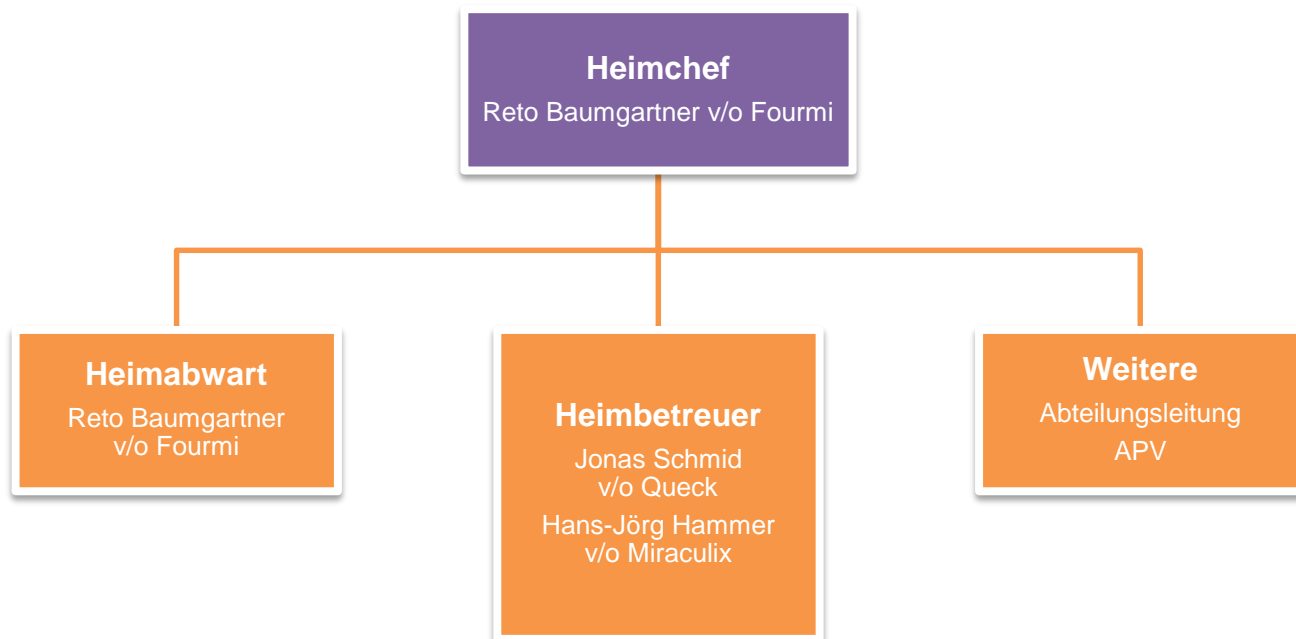 Heimchef
Reto Baumgartner v/o Fourmi
Heimabwart
Reto Baumgartner
v/o Fourmi
Heimbetreuer
Jonas Schmid
v/o Queck
Hans-Jörg Hammer
v/o Miraculix
Weitere
Abteilungsleitung
APV